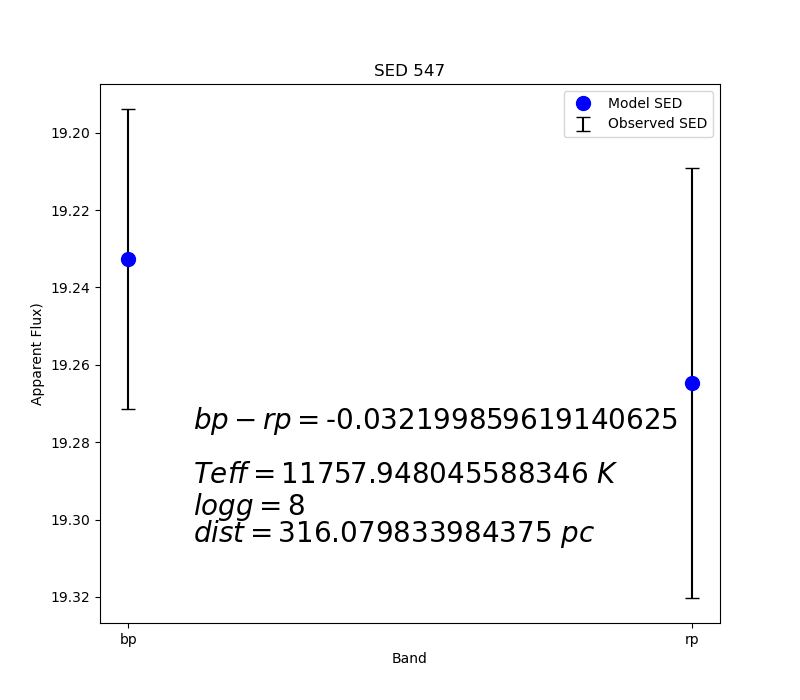 SED 547
Model SED
Observed SED
19.20
19.22
19.24
19.26
19.28
19.30
19.32
Apparent Flux)
bp − rp = -0.032199859619140625
Teff = 11757.948045588346 K
logg = 8
dist = 316.079833984375 pc
bp
rp
Band